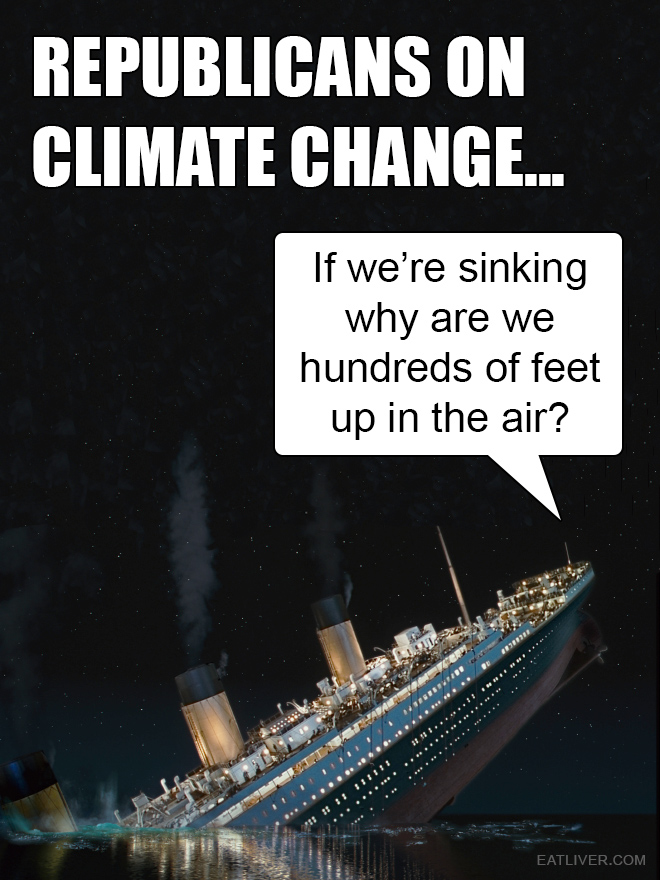 REPUBLICANS ON
CLIMATE CHANGE...
If we’re sinking
why are we
hundreds of feet
up in the air?
EATLIVER.COM